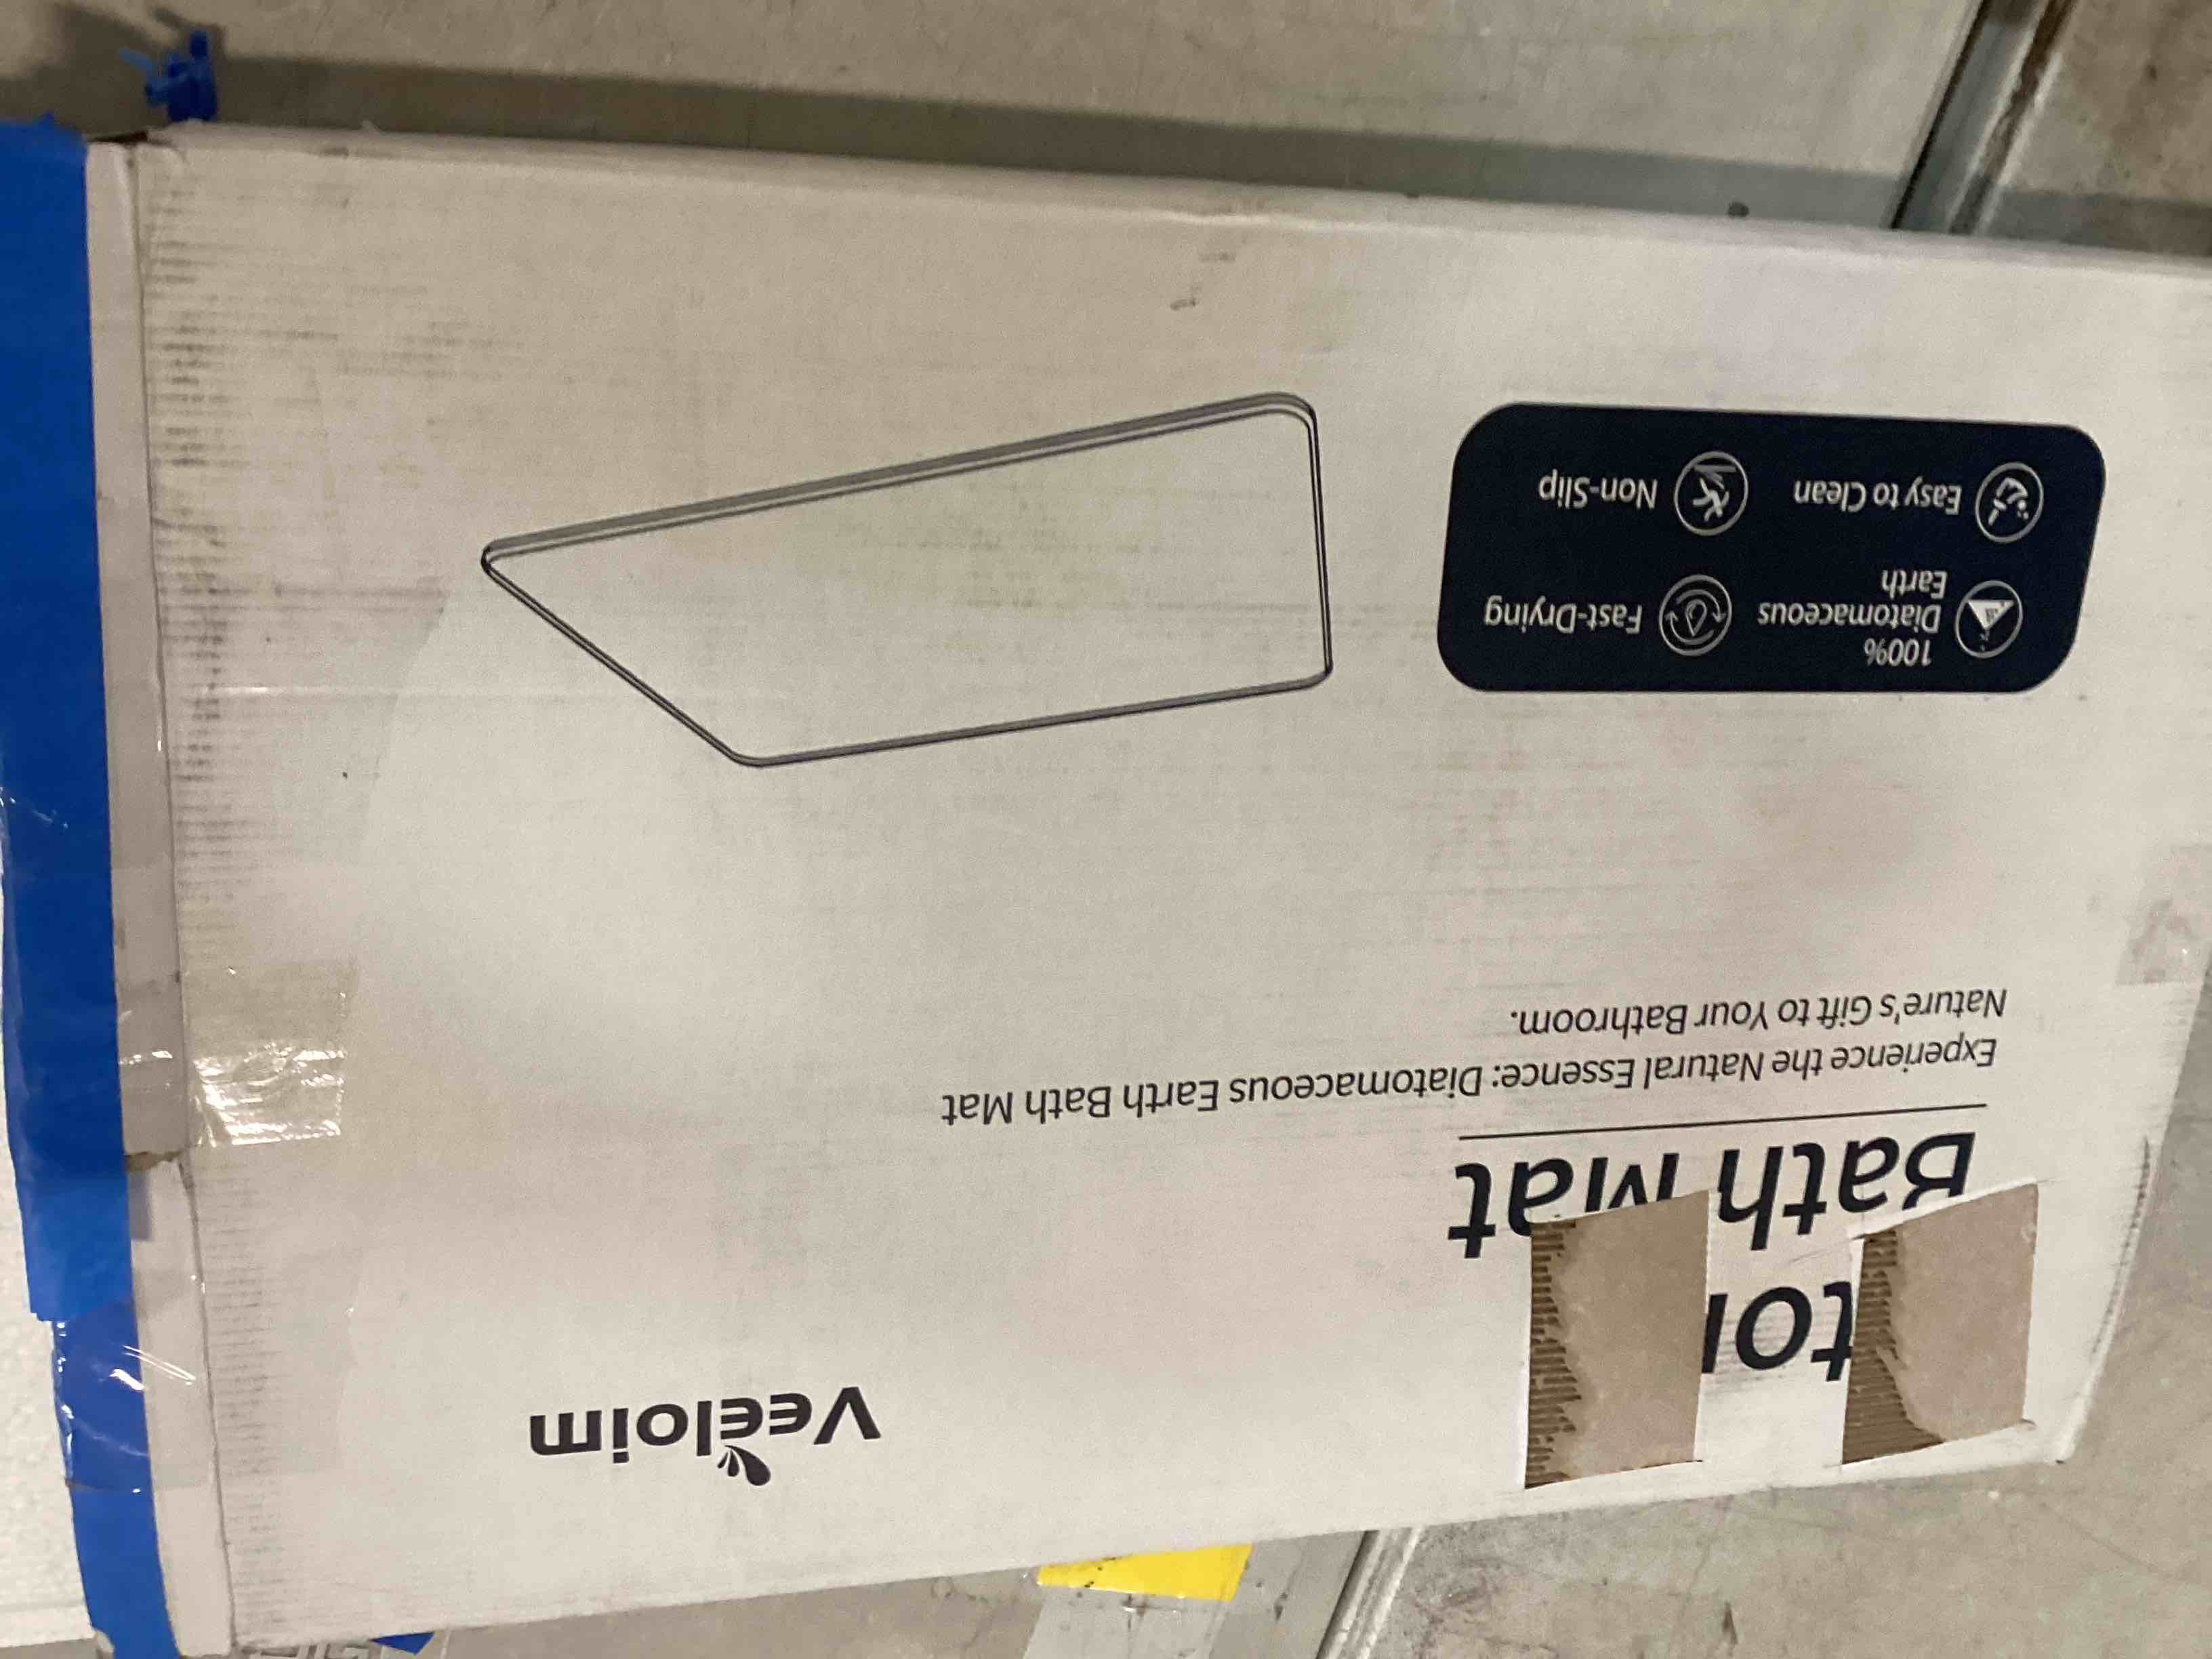 Veeloim
to
Bath Mat
Experience the Natural Essence: Diatomaceous Earth Bath Mat
Nature's Gift to Your Bathroom.
100%
Diatomaceous
Earth
Fast-Drying
Easy to Clean
Non-Slip